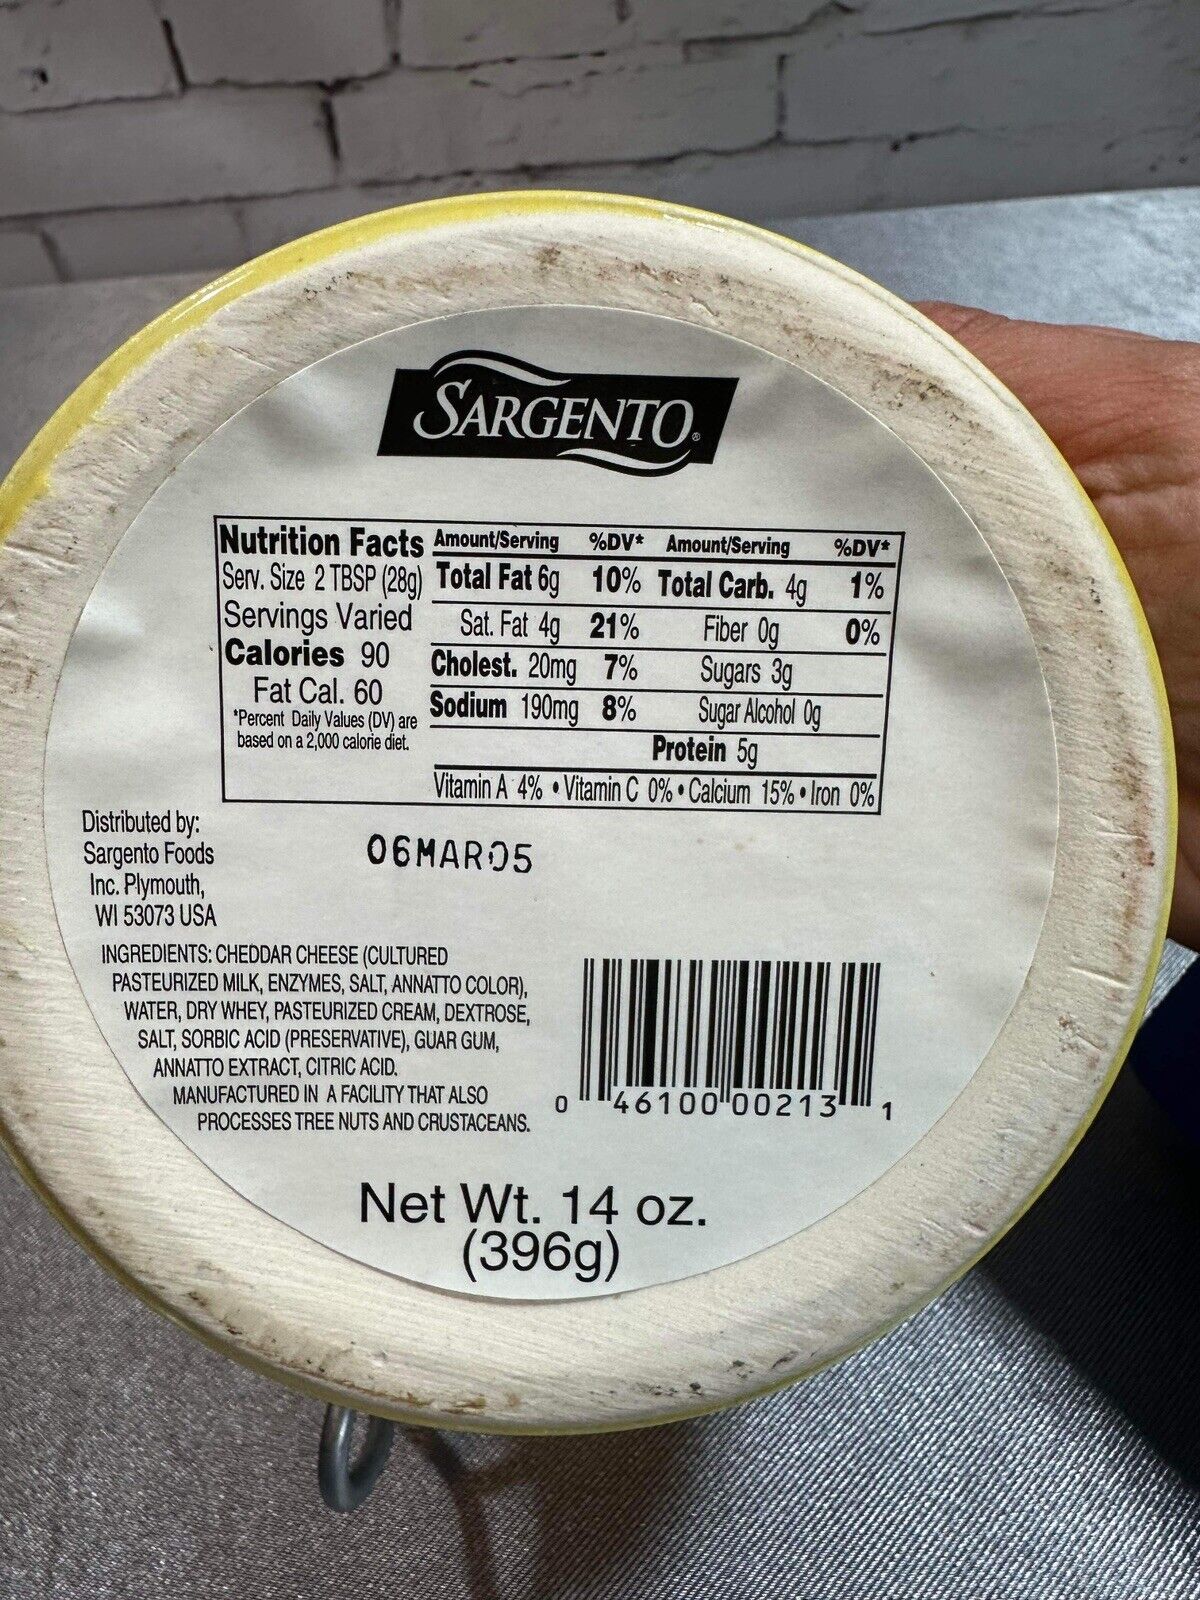 SARGENTO®
Nutrition Facts
Serv. Size 2 TBSP (28g)
Servings Varied
Calories 90
Fat Cal. 60
*Percent Daily Values (DV) are
based on a 2,000 calorie diet.
Amount/Serving %DV* Amount/Serving %DV*
Total Fat 6g 10% Total Carb. 4g 1%
Sat. Fat 4g 21% Fiber 0g 0%
Cholest. 20mg 7% Sugars 3g
Sodium 190mg 8% Sugar Alcohol 0g
Protein 5g
Vitamin A 4% • Vitamin C 0% • Calcium 15% • Iron 0%
Distributed by:
Sargento Foods
Inc. Plymouth,
WI 53073 USA
06MAR05
INGREDIENTS: CHEDDAR CHEESE (CULTURED
PASTEURIZED MILK, ENZYMES, SALT, ANNATTO COLOR),
WATER, DRY WHEY, PASTEURIZED CREAM, DEXTROSE,
SALT, SORBIC ACID (PRESERVATIVE), GUAR GUM,
ANNATTO EXTRACT, CITRIC ACID.
MANUFACTURED IN A FACILITY THAT ALSO
PROCESSES TREE NUTS AND CRUSTACEANS.
0 46100 00213 1
Net Wt. 14 oz.
(396g)